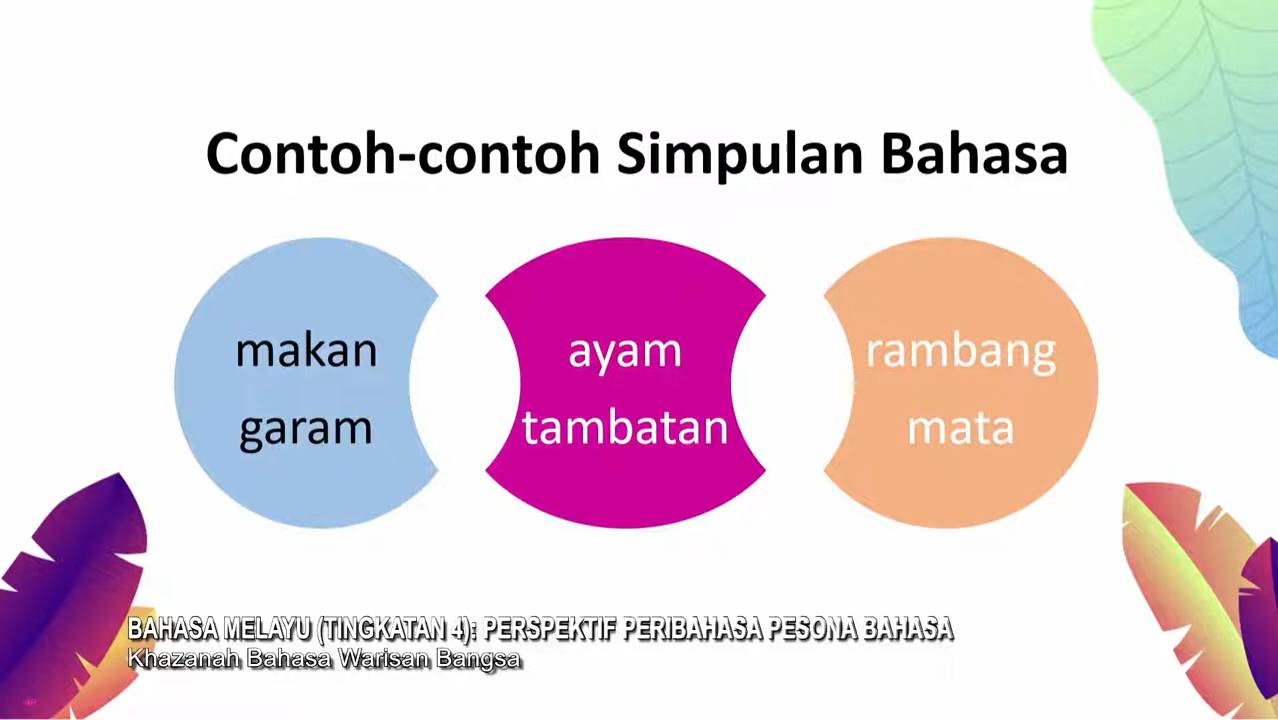 Contoh-contoh Simpulan Bahasa
makan
garam
ayam
tambatan
rambang
mata
BAHASA MELAYU (TINGKATAN 4): PERSPEKTIF PERIBAHASA PESONA BAHASA
Khazanah Bahasa Warisan Bangsa